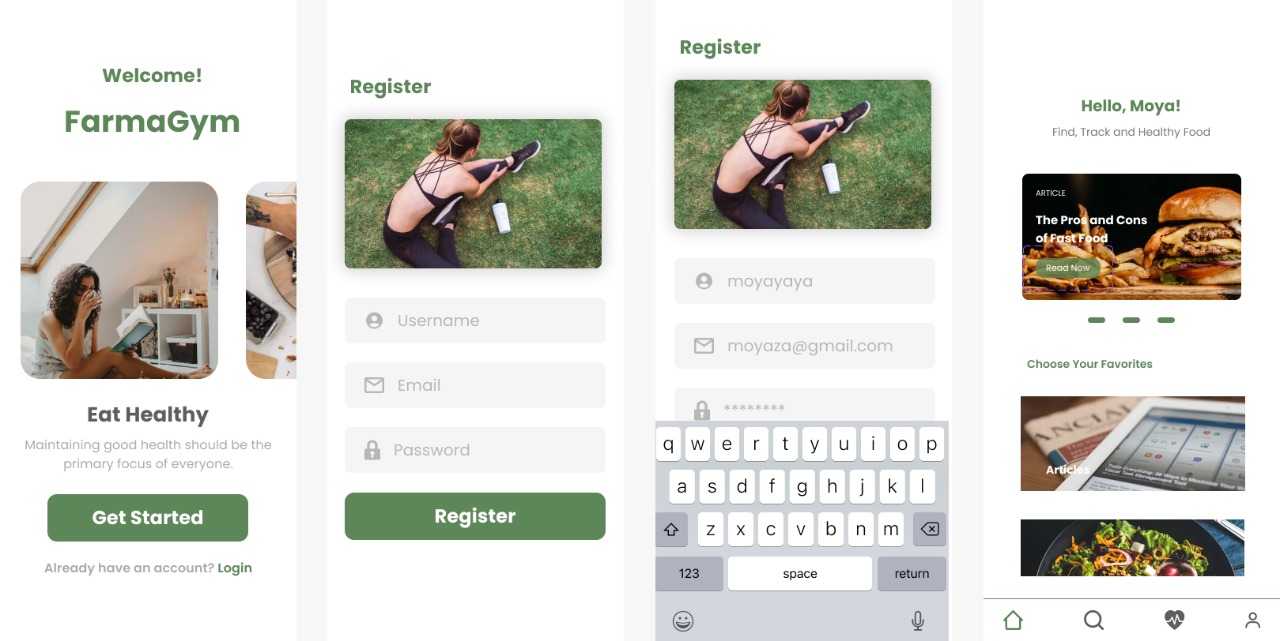 Welcome!
FarmaGym
Eat Healthy
Maintaining good health should be the
primary focus of everyone.
Get Started
Already have an account? Login
Register
Username
Email
Password
Register
Register
moyayaya
moyaza@gmail.com
********
q w e r t y u i o p
a s d f g h j k l
z x c v b n m
123 space return
Hello, Moya!
Find, Track and Healthy Food
ARTICLE
The Pros and Cons
of Fast Food
Read Now
Choose Your Favorites
Articles